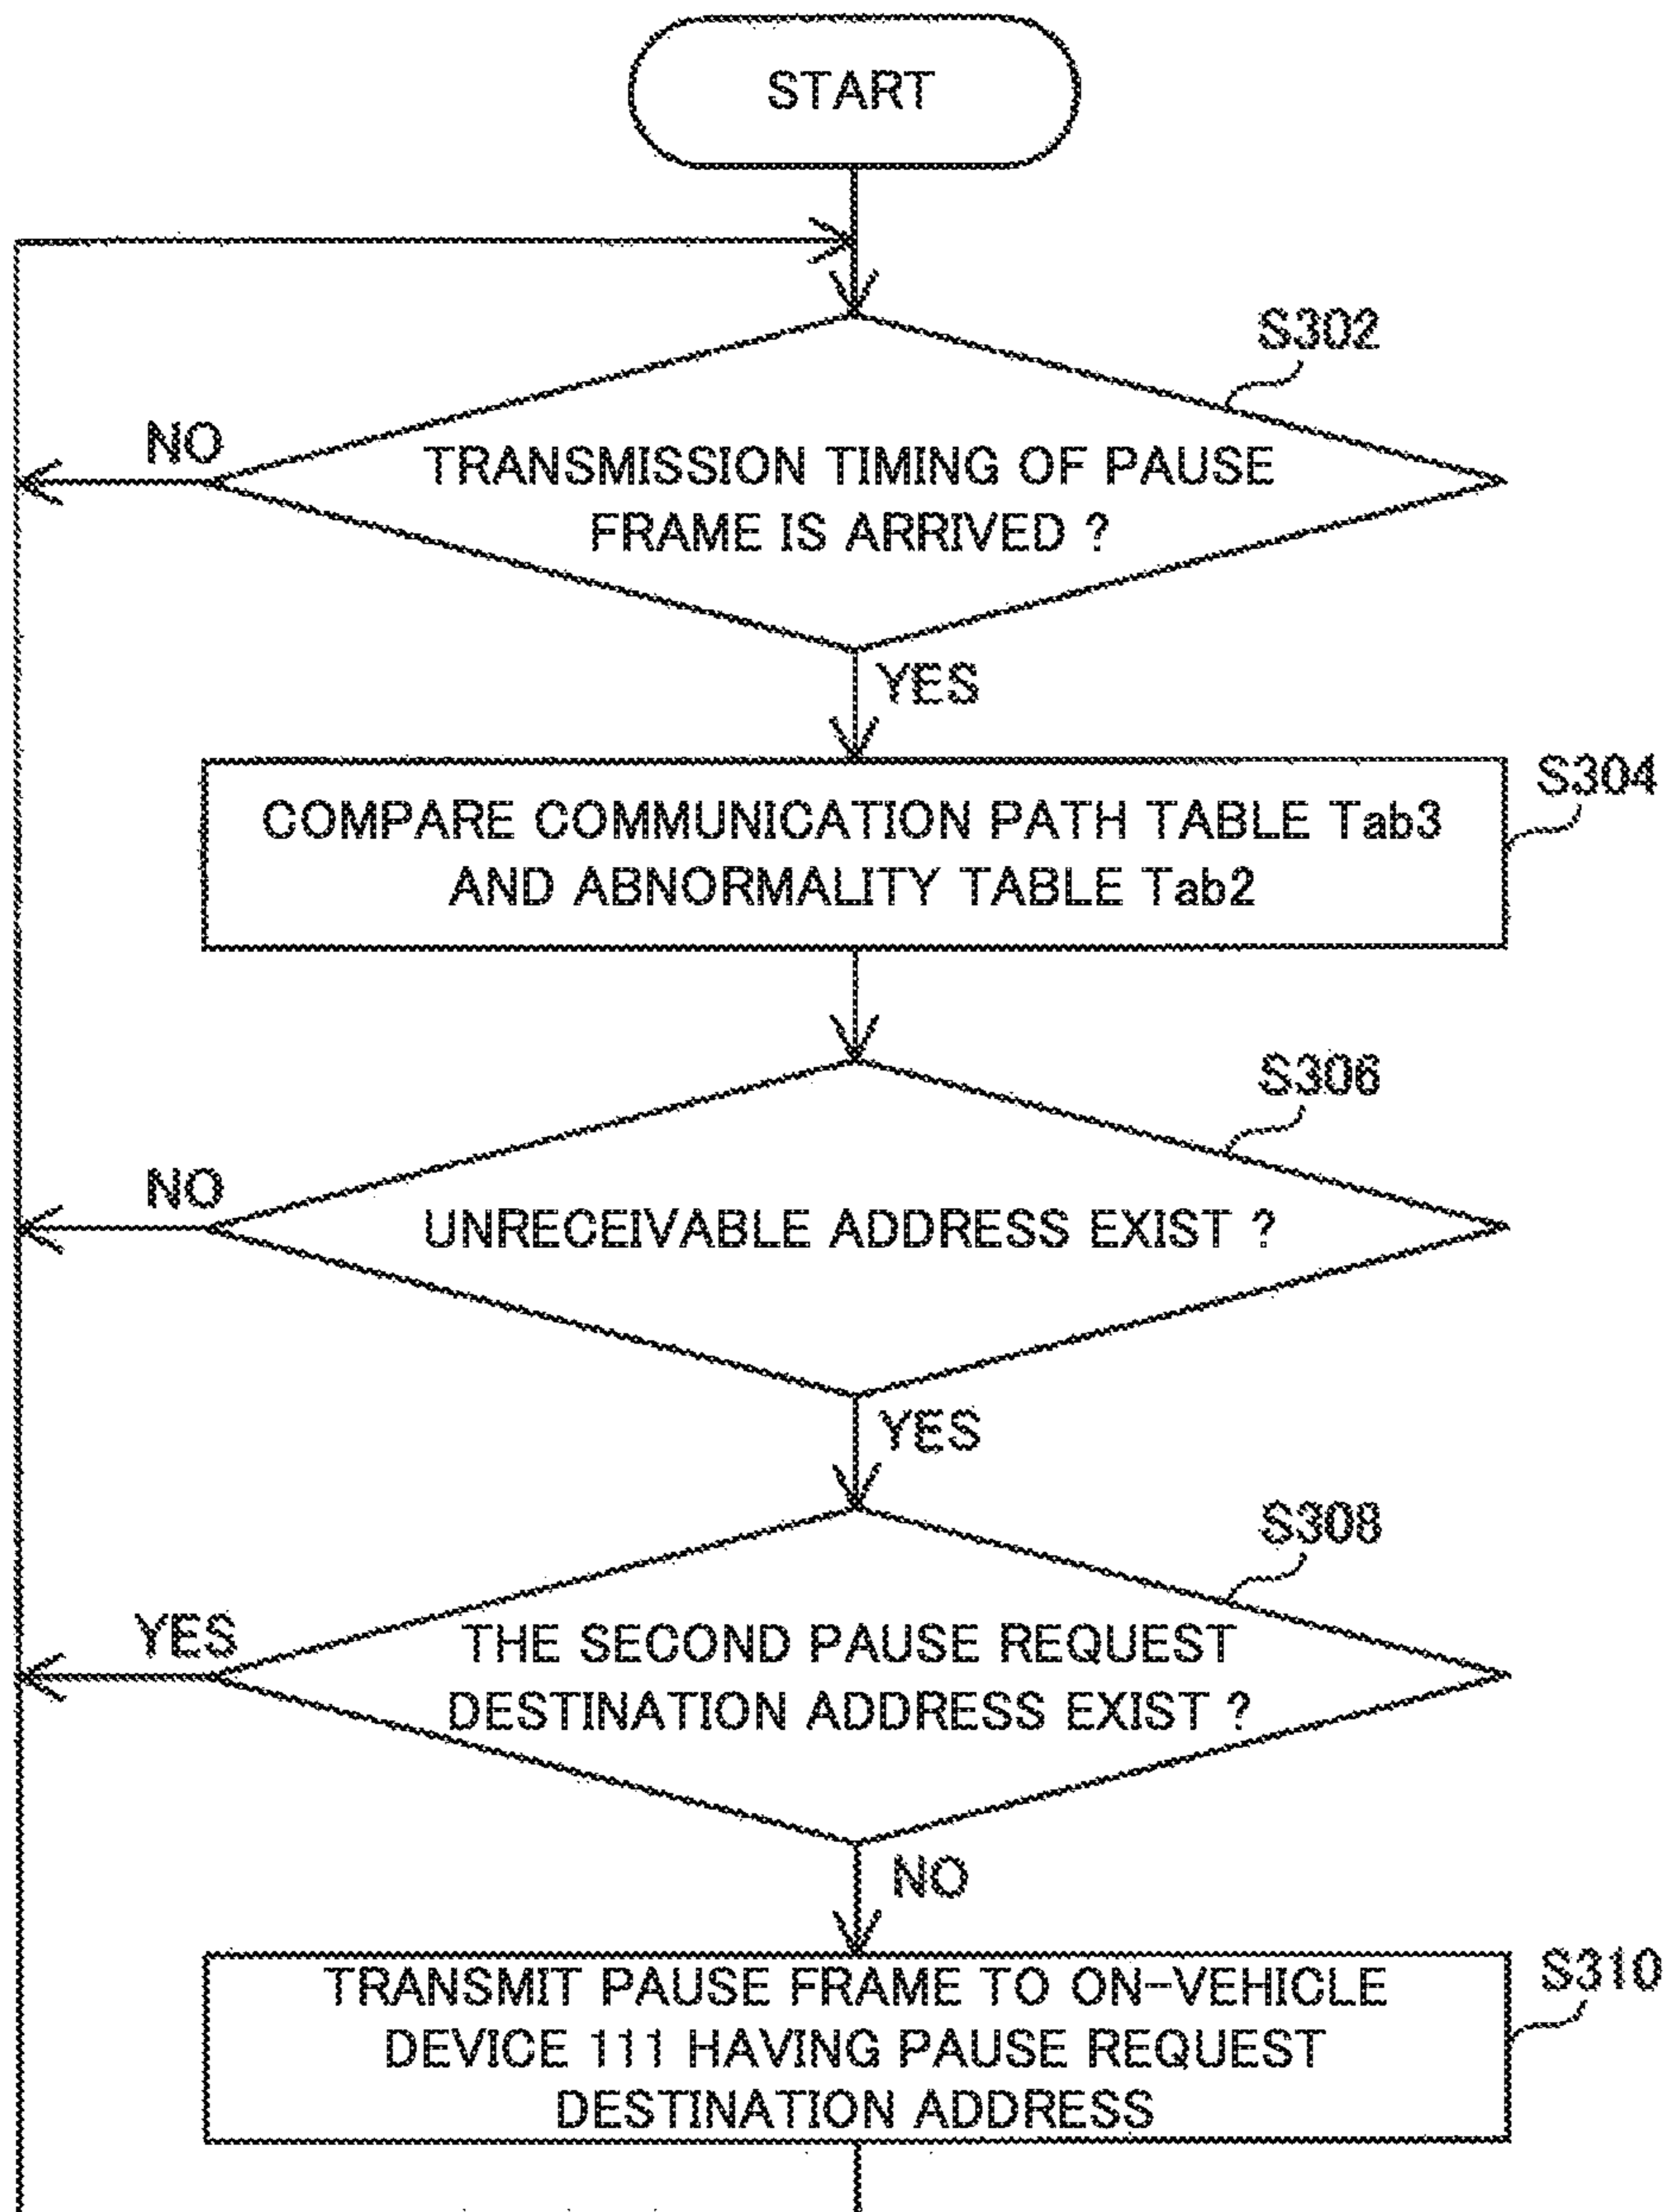 START
S302
NO
TRANSMISSION TIMING OF PAUSE
FRAME IS ARRIVED ?
YES
S304
COMPARE COMMUNICATION PATH TABLE Tab3
AND ABNORMALITY TABLE Tab2
S306
NO
UNRECEIVABLE ADDRESS EXIST ?
YES
S308
YES
THE SECOND PAUSE REQUEST
DESTINATION ADDRESS EXIST ?
NO
S310
TRANSMIT PAUSE FRAME TO ON-VEHICLE
DEVICE 111 HAVING PAUSE REQUEST
DESTINATION ADDRESS